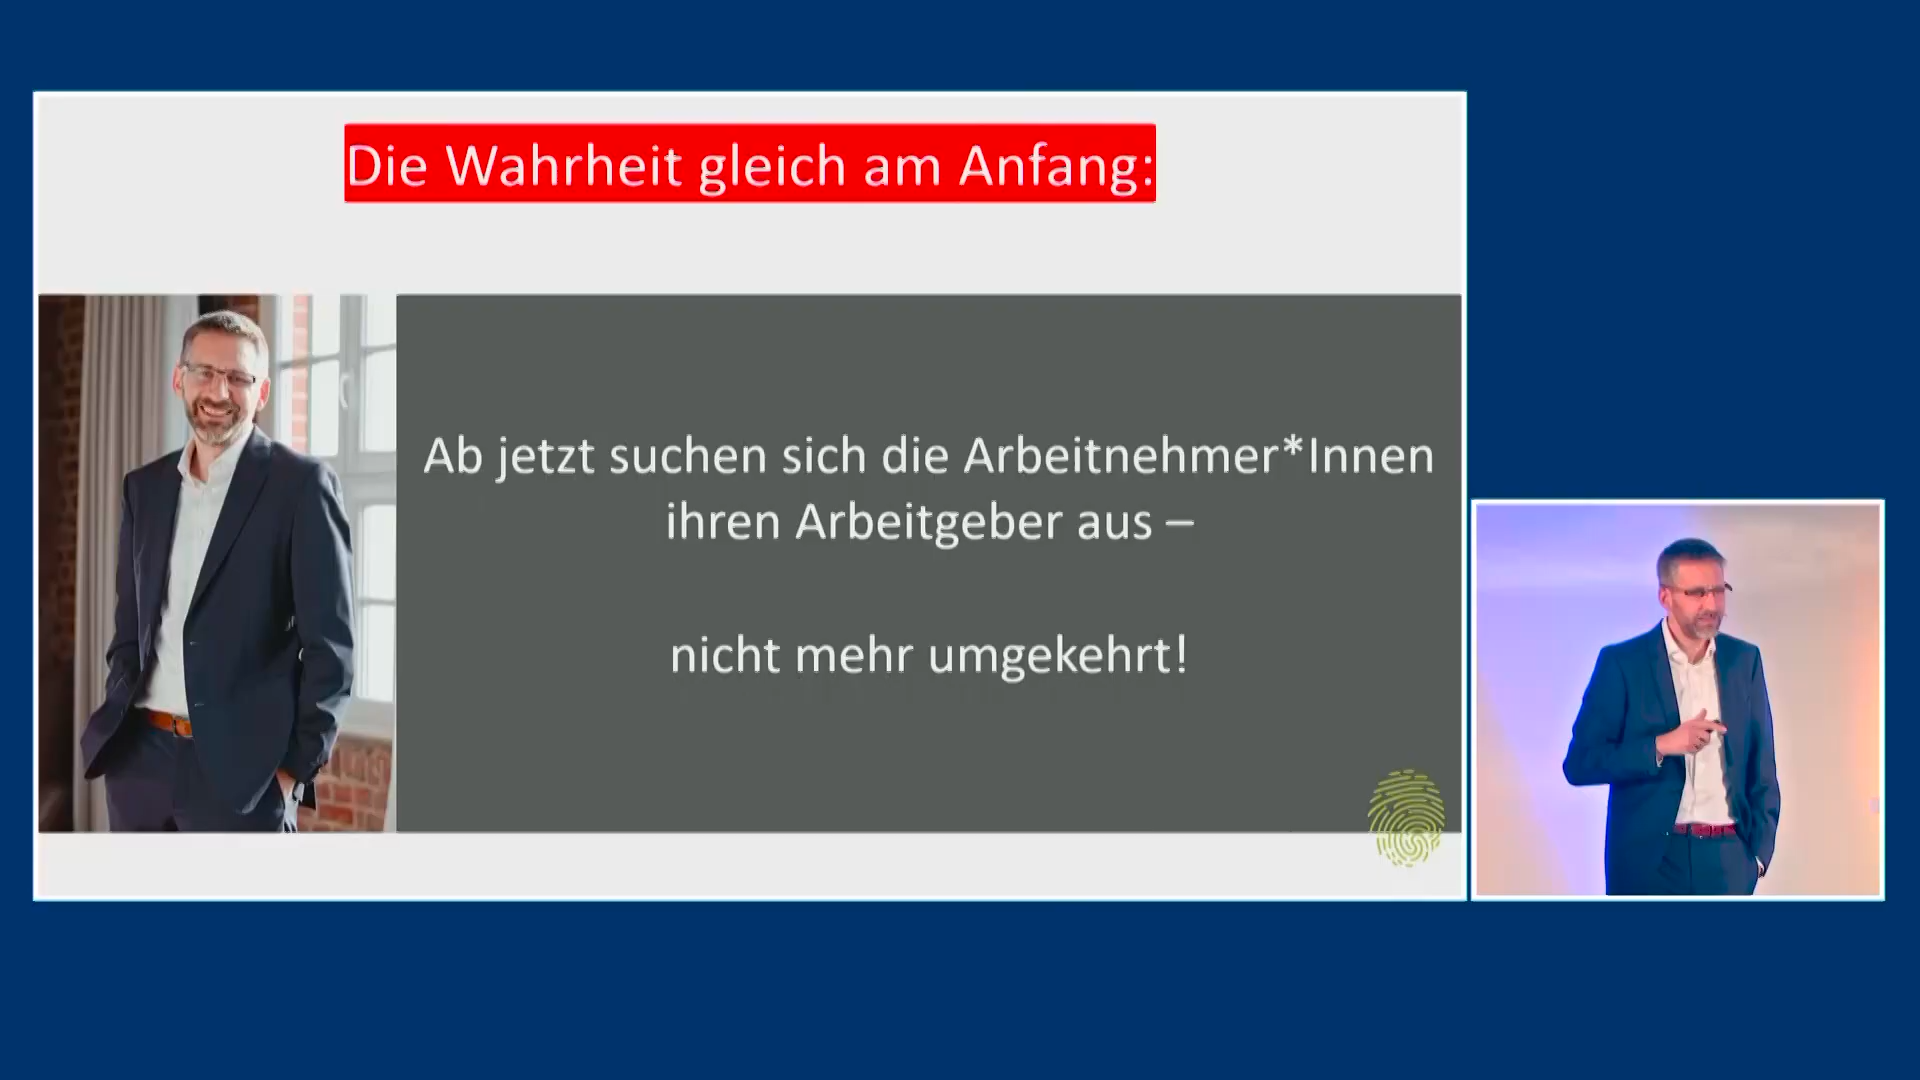 Die Wahrheit gleich am Anfang:
Ab jetzt suchen sich die Arbeitnehmer*Innen
ihren Arbeitgeber aus –
nicht mehr umgekehrt!